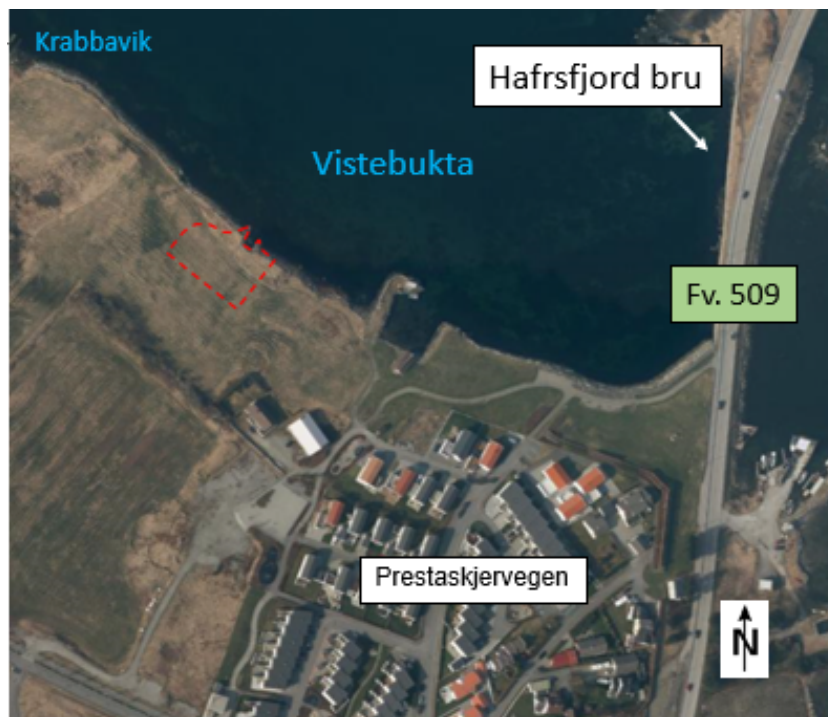 Krabbavik
Hafrsfjord bru
Vistebukta
Fv. 509
Prestaskjervegen
N